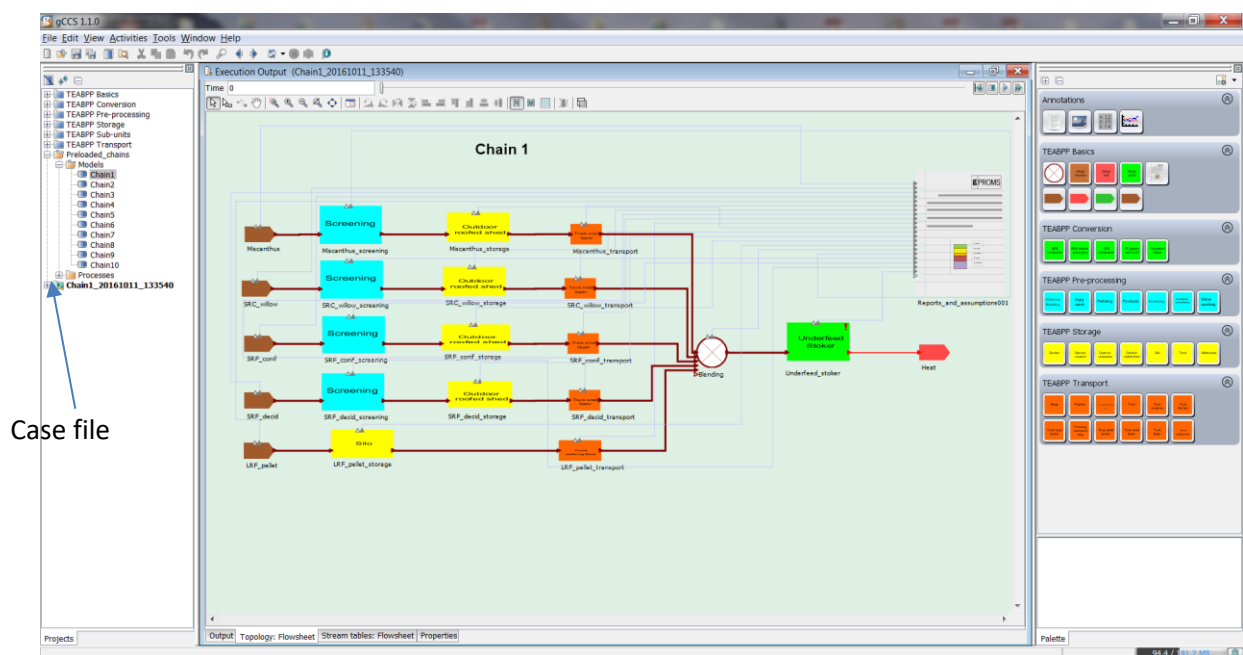 gCCS 1.1.0
File Edit View Activities Tools Window Help
Execution Output (Chain1_20161011_133540)
Time 0
TEABPP Basics
TEABPP Conversion
TEABPP Pre-processing
TEABPP Storage
TEABPP Sub-units
TEABPP Transport
Preloaded_chains
Models
Chain1
Chain2
Chain3
Chain4
Chain5
Chain6
Chain7
Chain8
Chain9
Chain10
Processes
Chain1_20161011_133540
Case file
Projects
Chain 1
gPROMS
Reports_and_assumptions001
Screening
Outdoor
roofed shed
Miscanthus
Miscanthus_screening
Miscanthus_storage
Miscanthus_transport
Screening
Outdoor
roofed shed
SRC_willow
SRC_willow_screening
SRC_willow_storage
SRC_willow_transport
Screening
Outdoor
roofed shed
SRF_conf
SRF_conf_screening
SRF_conf_storage
SRF_conf_transport
Screening
Outdoor
roofed shed
SRF_decid
SRF_decid_screening
SRF_decid_storage
SRF_decid_transport
Silo
LRF_pellet
LRF_pellet_storage
LRF_pellet_transport
Blending
Underfeed
Stoker
Underfeed_stoker
Heat
Output
Topology: Flowsheet
Stream tables: Flowsheet
Properties
Annotations
TEABPP Basics
TEABPP Conversion
TEABPP Pre-processing
TEABPP Storage
TEABPP Transport
Palette